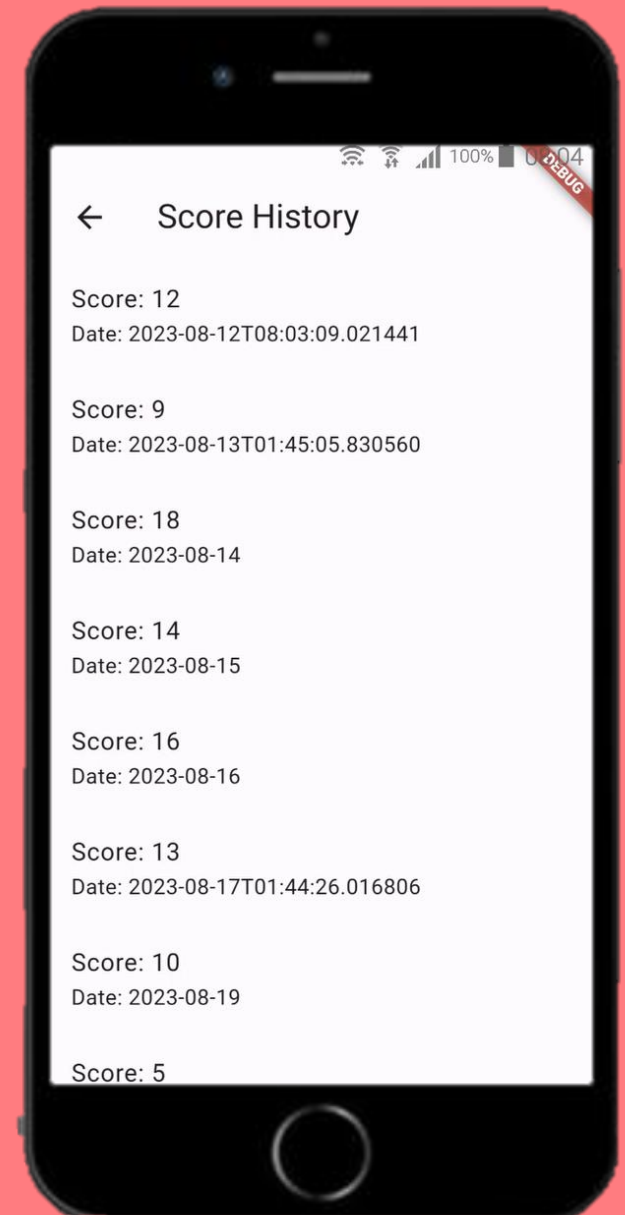 100%
DEBUG
Score History
Score: 12
Date: 2023-08-12T08:03:09.021441
Score: 9
Date: 2023-08-13T01:45:05.830560
Score: 18
Date: 2023-08-14
Score: 14
Date: 2023-08-15
Score: 16
Date: 2023-08-16
Score: 13
Date: 2023-08-17T01:44:26.016806
Score: 10
Date: 2023-08-19
Score: 5